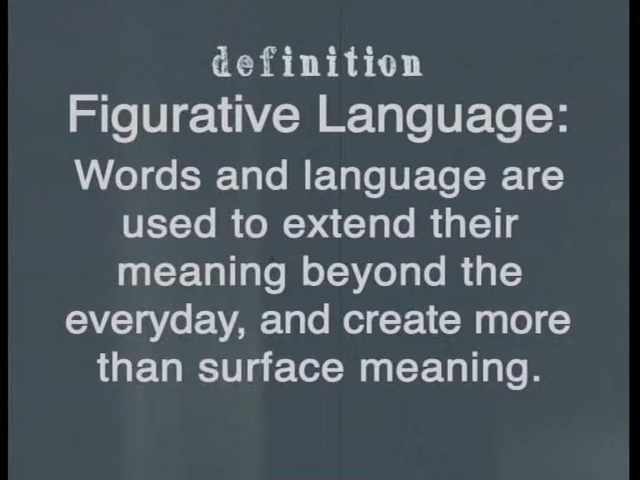 definition
Figurative Language:
Words and language are
used to extend their
meaning beyond the
everyday, and create more
than surface meaning.